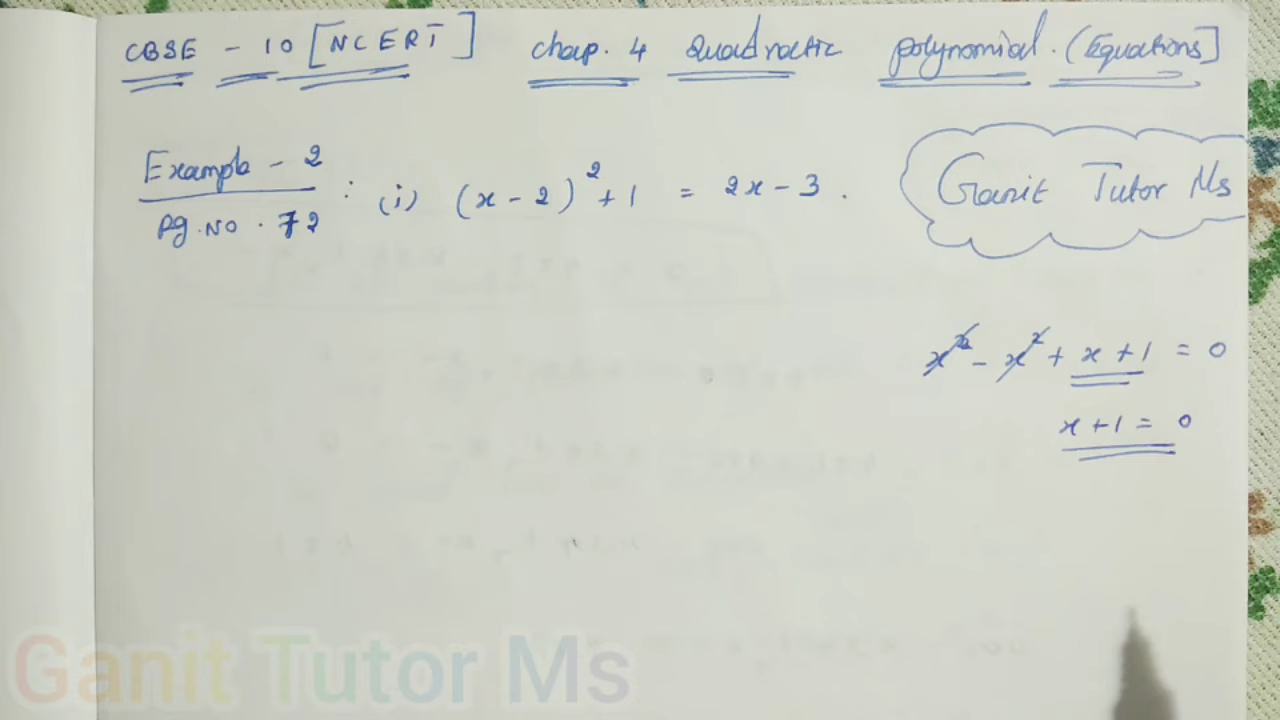 CBSE - 10 [NCERT] chap. 4 Quadractic polynomial. (Equations]
Example - 2
Pg.No . 72
: (i) (x - 2)² + 1 = 2x - 3 .
Ganit Tutor Ms
x² - x² + x + 1 = 0
x + 1 = 0
Ganit Tutor Ms